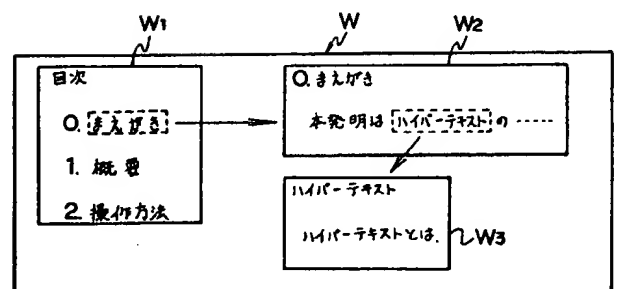 W1
W
W2
目次
0. まえがき
1. 概要
2. 操作方法
0. まえがき
本発明はハイパーテキストの ‥‥‥
ハイパーテキスト
ハイパーテキストとは、
W3